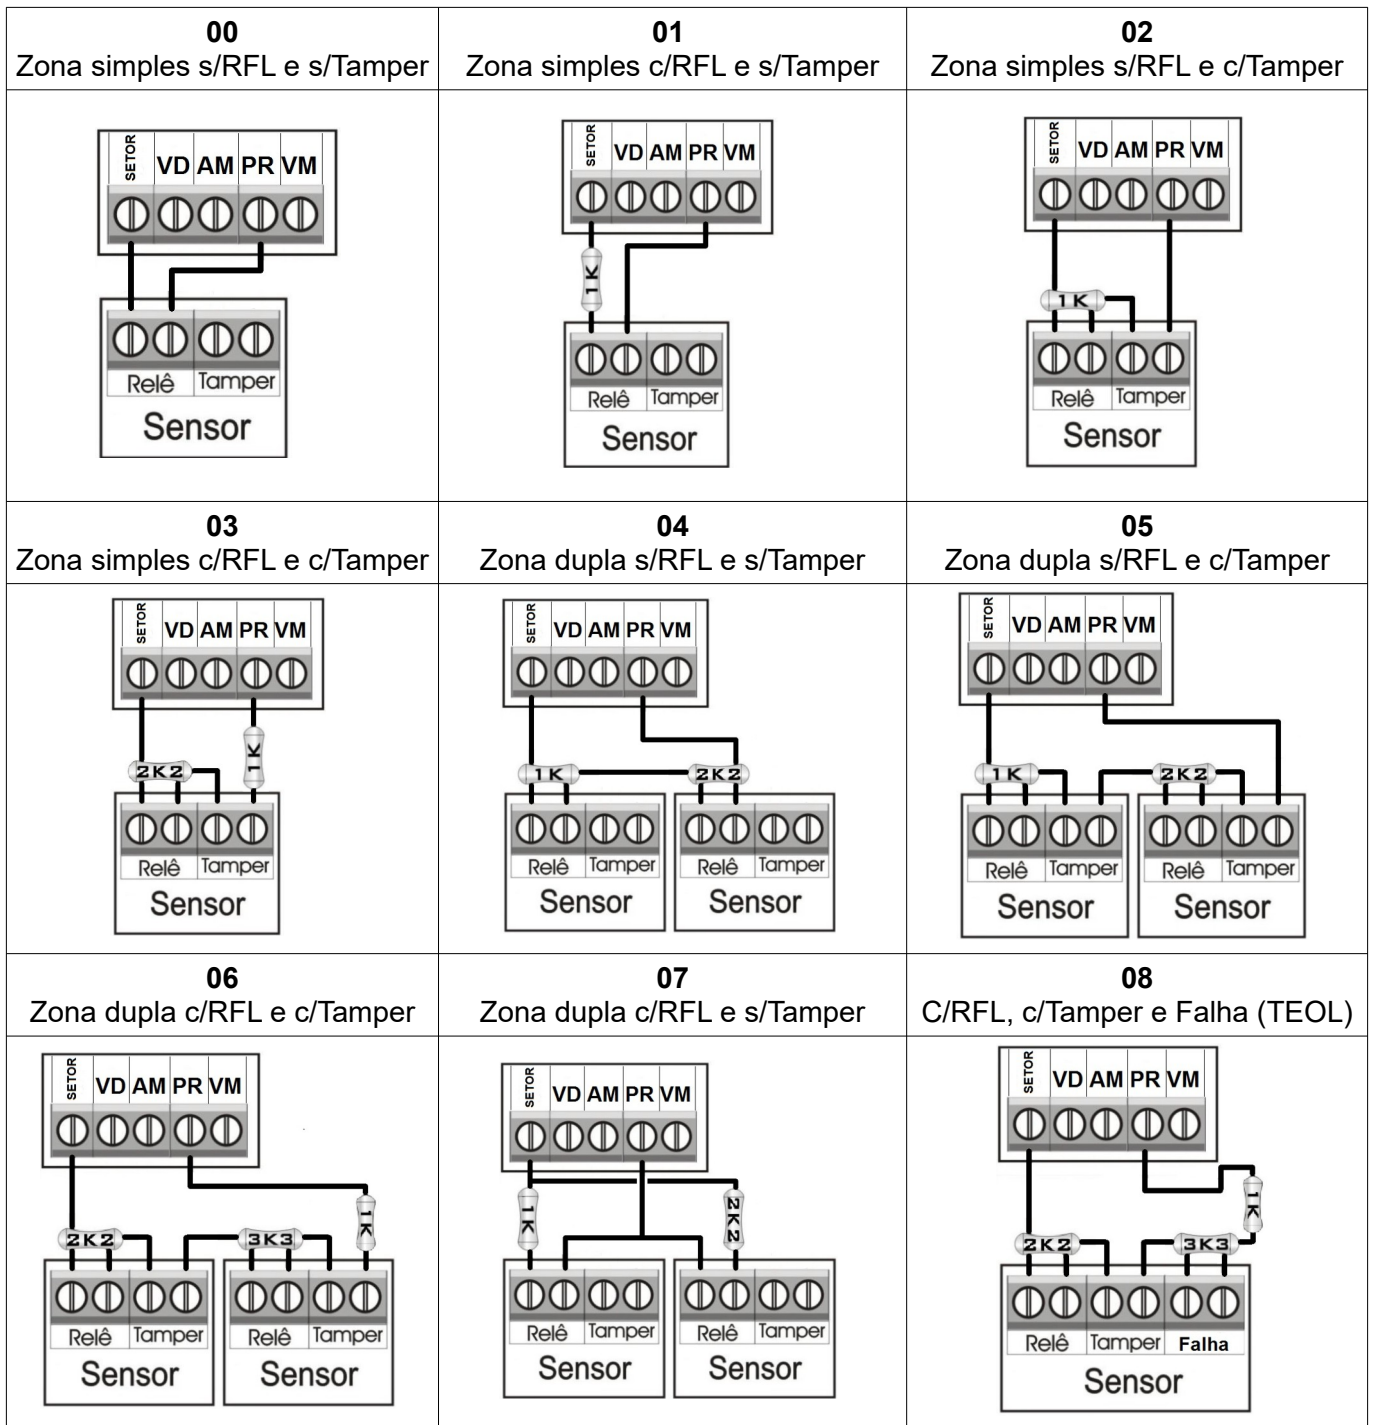 00
Zona simples s/RFL e s/Tamper
SETOR VD AM PR VM
Relê Tamper
Sensor
01
Zona simples c/RFL e s/Tamper
SETOR VD AM PR VM
1K
Relê Tamper
Sensor
02
Zona simples s/RFL e c/Tamper
SETOR VD AM PR VM
1K
Relê Tamper
Sensor
03
Zona simples c/RFL e c/Tamper
SETOR VD AM PR VM
1K
2K2
Relê Tamper
Sensor
04
Zona dupla s/RFL e s/Tamper
SETOR VD AM PR VM
1K 2K2
Relê Tamper Relê Tamper
Sensor Sensor
05
Zona dupla s/RFL e c/Tamper
SETOR VD AM PR VM
1K 2K2
Relê Tamper Relê Tamper
Sensor Sensor
06
Zona dupla c/RFL e c/Tamper
SETOR VD AM PR VM
1K
2K2 3K3
Relê Tamper Relê Tamper
Sensor Sensor
07
Zona dupla c/RFL e s/Tamper
SETOR VD AM PR VM
1K 2K2
Relê Tamper Relê Tamper
Sensor Sensor
08
C/RFL, c/Tamper e Falha (TEOL)
SETOR VD AM PR VM
1K
2K2 3K3
Relê Tamper Falha
Sensor